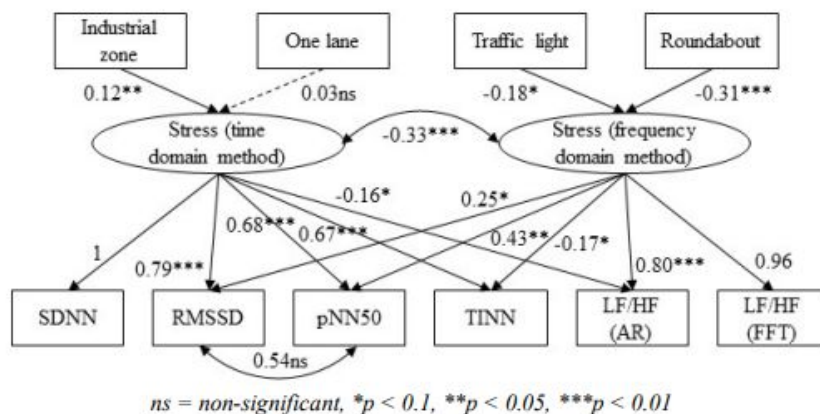 Industrial zone
One lane
Traffic light
Roundabout
0.12**
0.03ns
-0.18*
-0.31***
Stress (time
domain method)
-0.33***
Stress (frequency
domain method)
-0.16*
0.25*
0.68***
0.67***
0.43**
-0.17*
1
0.79***
0.80***
0.96
SDNN
RMSSD
pNN50
TINN
LF/HF
(AR)
LF/HF
(FFT)
0.54ns
ns = non-significant, *p < 0.1, **p < 0.05, ***p < 0.01